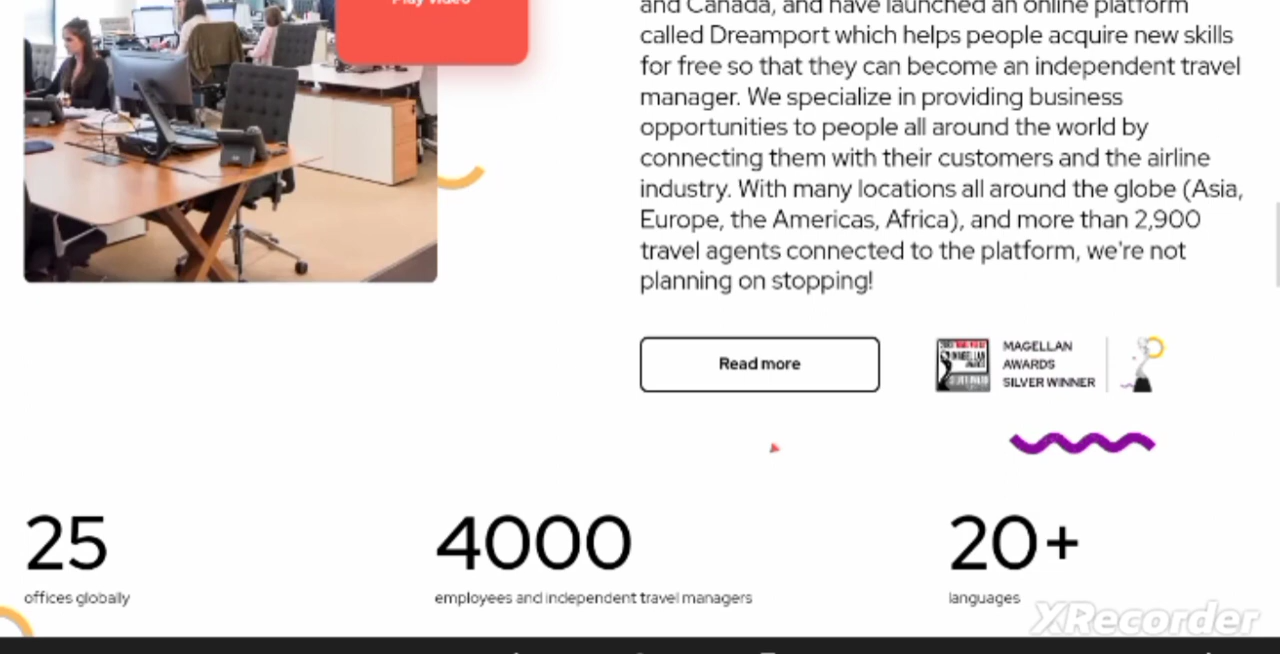 Play video
and Canada, and have launched an online platform
called Dreamport which helps people acquire new skills
for free so that they can become an independent travel
manager. We specialize in providing business
opportunities to people all around the world by
connecting them with their customers and the airline
industry. With many locations all around the globe (Asia,
Europe, the Americas, Africa), and more than 2,900
travel agents connected to the platform, we're not
planning on stopping!
Read more
MAGELLAN
AWARDS
SILVER WINNER
25
offices globally
4000
employees and independent travel managers
20+
languages
XRecorder